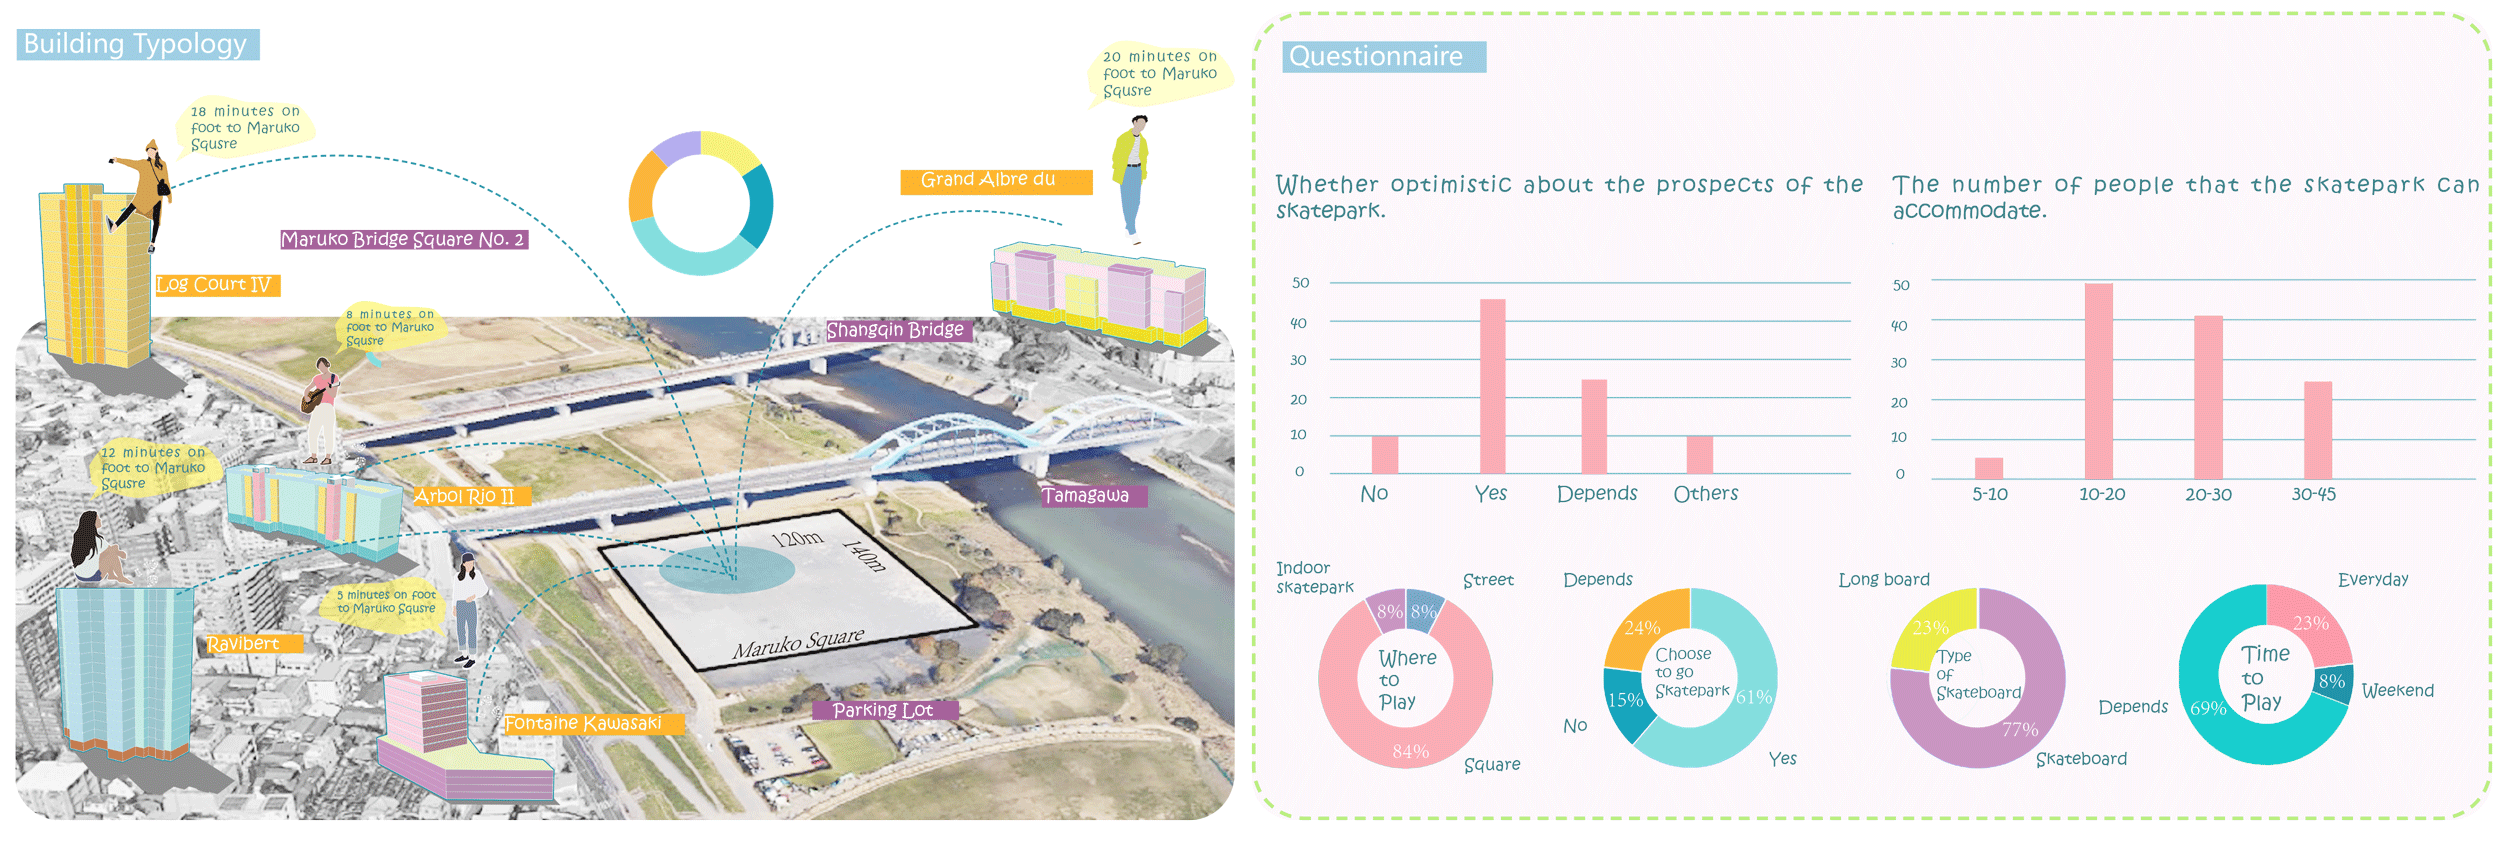 Building Typology
18 minutes on
foot to Maruko
Squsre
20 minutes on
foot to Maruko
Squsre
Grand Albre du
Maruko Bridge Square No. 2
Log Court IV
8 minutes on
foot to Maruko
Squsre
Shangqin Bridge
12 minutes on
foot to Maruko
Squsre
Arbol Rio II
Tamagawa
120m
140m
5 minutes on foot
to Maruko Squsre
Ravibert
Maruko Square
Fontaine Kawasaki
Parking Lot
Questionnaire
Whether optimistic about the prospects of the
skatepark.
50
40
30
20
10
0
No
Yes
Depends
Others
The number of people that the skatepark can
accommodate.
50
40
30
20
10
0
5-10
10-20
20-30
30-45
Indoor
skatepark
Street
8%
8%
Where
to
Play
84%
Square
Depends
24%
Choose
to go
Skatepark
15%
61%
No
Yes
Long board
23%
Type
of
Skateboard
77%
Skateboard
Everyday
23%
Time
to
Play
8%
Weekend
Depends
69%